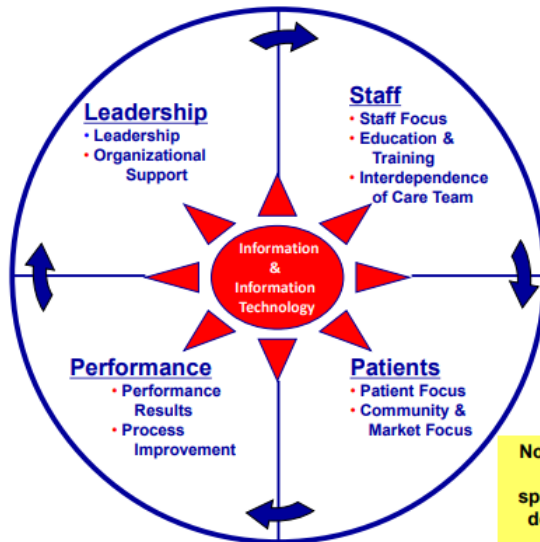 Leadership
• Leadership
• Organizational
Support
Staff
• Staff Focus
• Education &
Training
• Interdependence
of Care Team
Information
&
Information
Technology
Performance
• Performance
Results
• Process
Improvement
Patients
• Patient Focus
• Community &
Market Focus